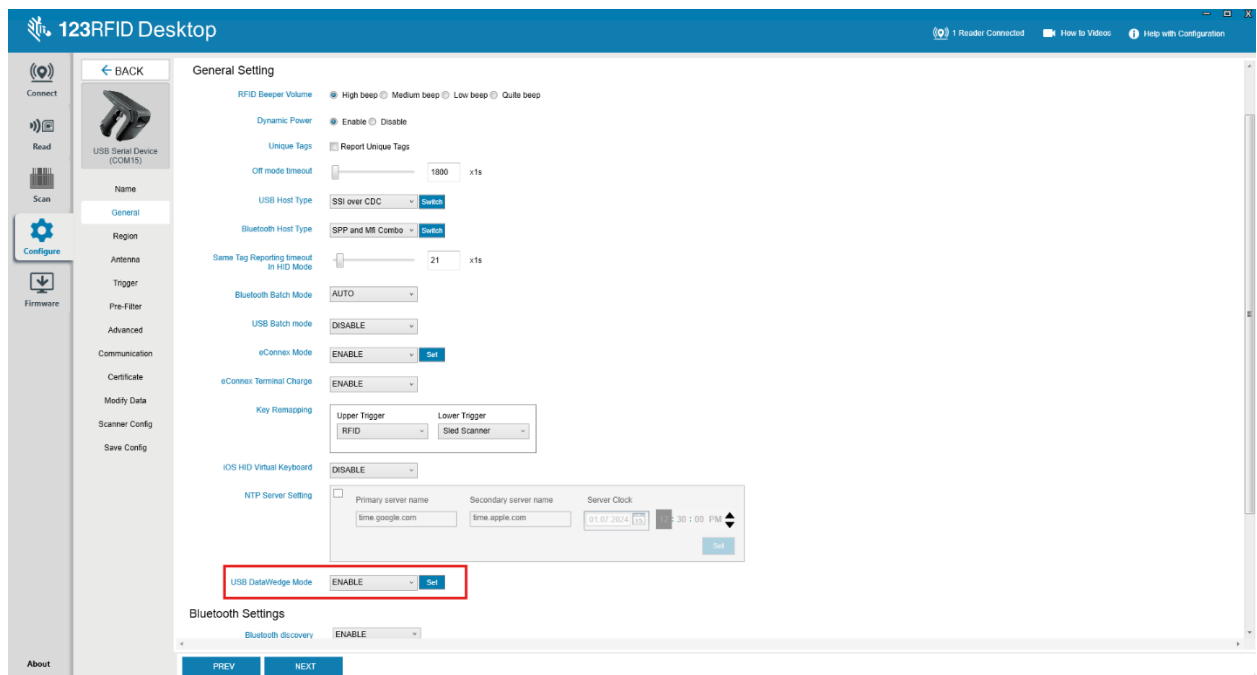 123RFID Desktop
1 Reader Connected
How to Videos
Help with Configuration
Connect
Read
Scan
Configure
Firmware
About
BACK
USB Serial Device
(COM15)
Name
General
Region
Antenna
Trigger
Pre-Filter
Advanced
Communication
Certificate
Modify Data
Scanner Config
Save Config
General Setting
RFID Beeper Volume High beep Medium beep Low beep Quite beep
Dynamic Power Enable Disable
Unique Tags Report Unique Tags
Off mode timeout 1800 x1s
USB Host Type SSI over CDC Switch
Bluetooth Host Type SPP and Mfi Combo Switch
Same Tag Reporting timeout
In HID Mode 21 x1s
Bluetooth Batch Mode AUTO
USB Batch mode DISABLE
eConnex Mode ENABLE Set
eConnex Terminal Charge ENABLE
Key Remapping
Upper Trigger Lower Trigger
RFID Sled Scanner
iOS HID Virtual Keyboard DISABLE
NTP Server Setting
Primary server name Secondary server name Server Clock
time.google.com time.apple.com 01.07.2024 15 12 : 30 : 00 PM
Set
USB DataWedge Mode ENABLE Set
Bluetooth Settings
Bluetooth discovery ENABLE
PREV NEXT